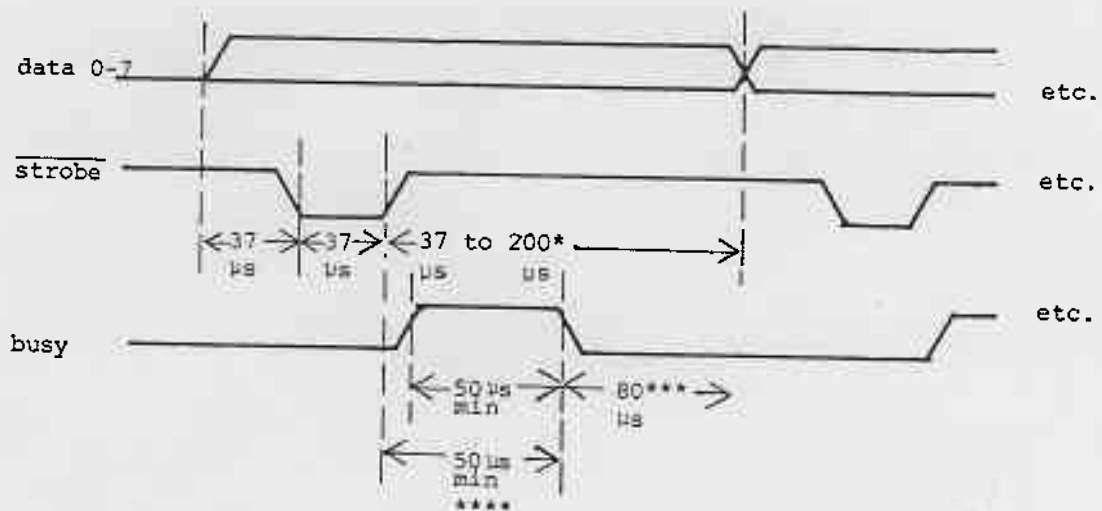 data 0-7
etc.
strobe
etc.
37 37 37 to 200*
µs µs µs µs
etc.
busy
50 µs 80***
min µs
50 µs
min
****